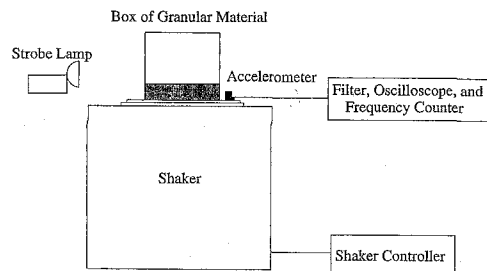 Box of Granular Material
Strobe Lamp
Accelerometer
Filter, Oscilloscope, and
Frequency Counter
Shaker
Shaker Controller